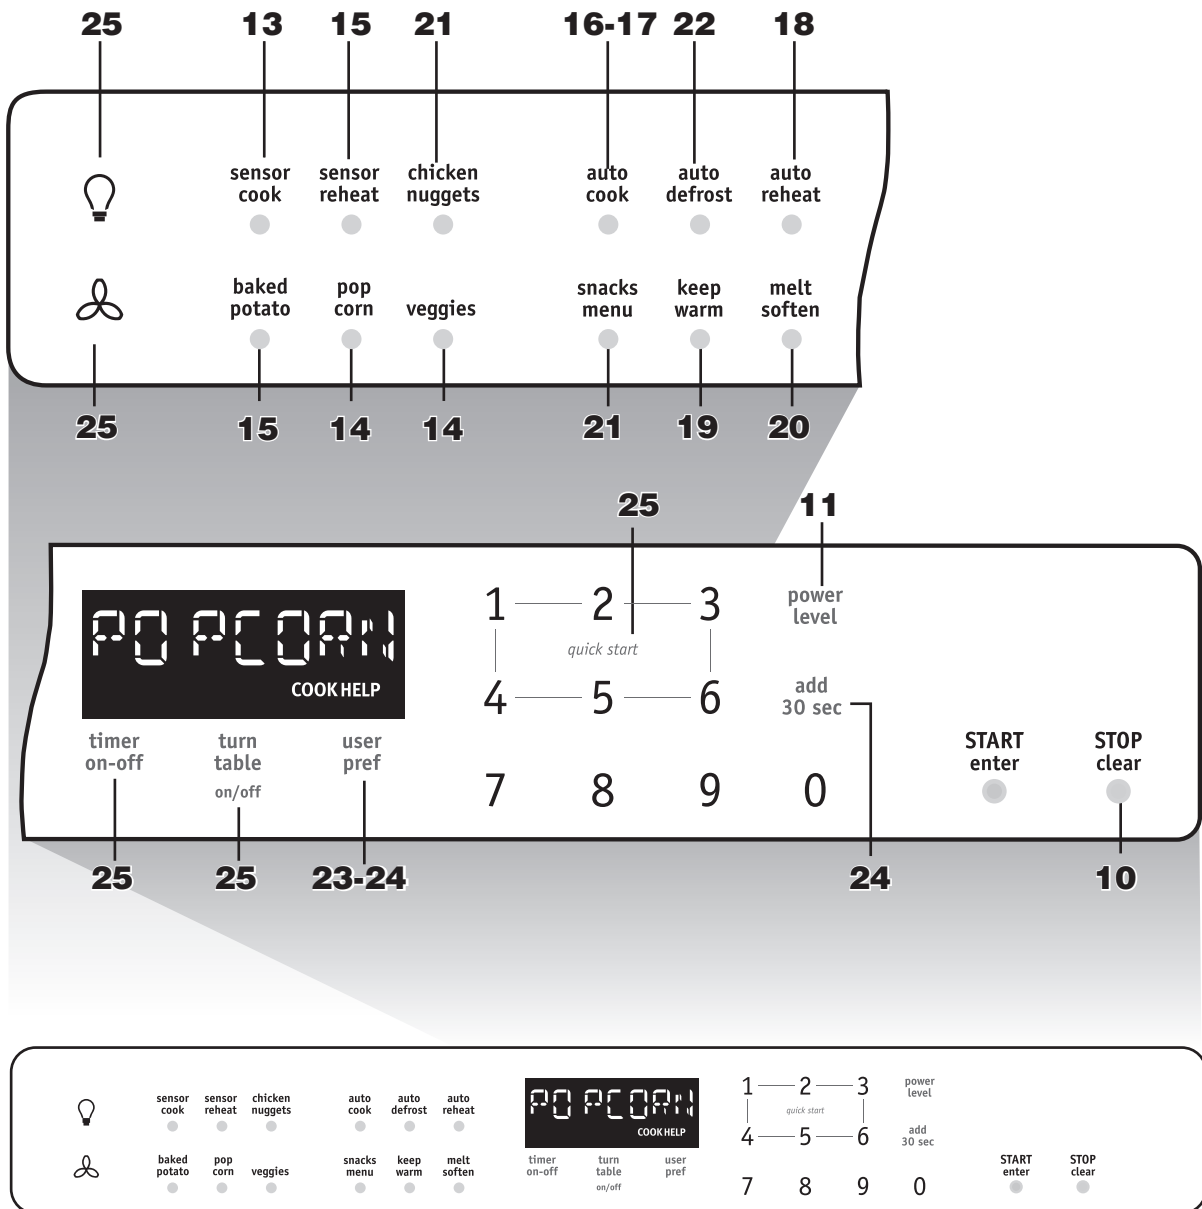 25 13 15 21 16-17 22 18
sensor sensor chicken auto auto auto
cook reheat nuggets cook defrost reheat
baked pop snacks keep melt
potato corn veggies menu warm soften
25 15 14 14 21 19 20
25 11
PO PCORN
COOK HELP
1 2 3 power
level
quick start
4 5 6 add
30 sec
timer turn user
on-off table pref
on/off
START STOP
enter clear
7 8 9 0
25 25 23-24 24 10
sensor sensor chicken auto auto auto
cook reheat nuggets cook defrost reheat
baked pop snacks keep melt
potato corn veggies menu warm soften
PO PCORN
COOK HELP
timer turn user
on-off table pref
on/off
1 2 3 power
level
quick start
4 5 6 add
30 sec
7 8 9 0
START STOP
enter clear